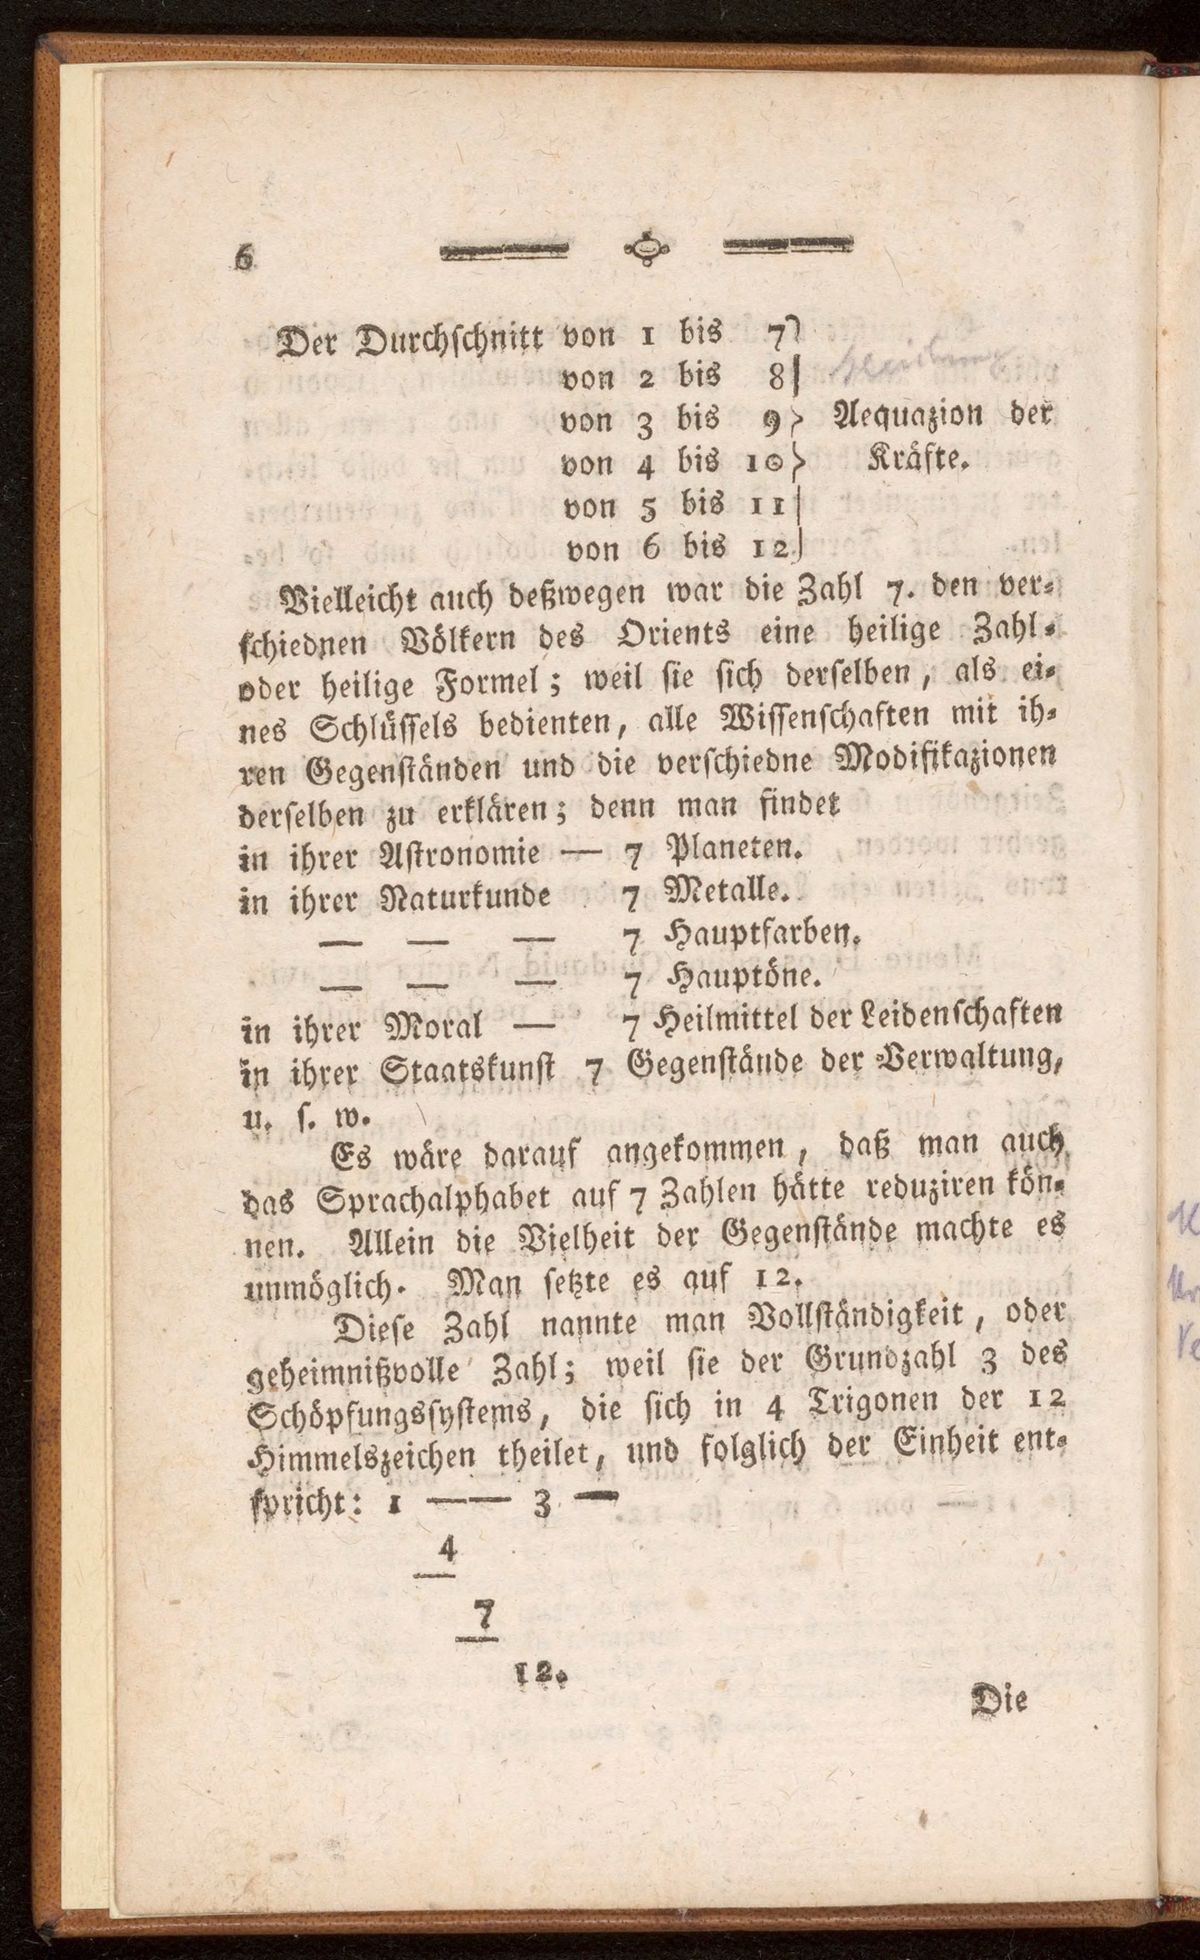 6
Der Durchschnitt von 1 bis 7
von 2 bis 8
von 3 bis 9 Aequazion der
von 4 bis 10 Kräfte.
von 5 bis 11
von 6 bis 12
Vielleicht auch deßwegen war die Zahl 7. den ver-
schiednen Völkern des Orients eine heilige Zahl-
oder heilige Formel; weil sie sich derselben, als ei-
nes Schlüssels bedienten, alle Wissenschaften mit ih-
ren Gegenständen und die verschiedne Modifikazionen
derselben zu erklären; denn man findet
in ihrer Astronomie — 7 Planeten.
in ihrer Naturkunde 7 Metalle.
— — — 7 Hauptfarben.
— — — 7 Hauptöne.
in ihrer Moral — 7 Heilmittel der Leidenschaften
in ihrer Staatskunst 7 Gegenstände der Verwaltung,
u. s. w.
Es wäre darauf angekommen, daß man auch
das Sprachalphabet auf 7 Zahlen hätte reduziren kön-
nen. Allein die Vielheit der Gegenstände machte es
unmöglich. Man setzte es auf 12.
Diese Zahl nannte man Vollständigkeit, oder
geheimnißvolle Zahl; weil sie der Grundzahl 3 des
Schöpfungssystems, die sich in 4 Trigonen der 12
Himmelszeichen theilet, und folglich der Einheit ent-
spricht: 1 —— 3 —
4
7
12.
Die